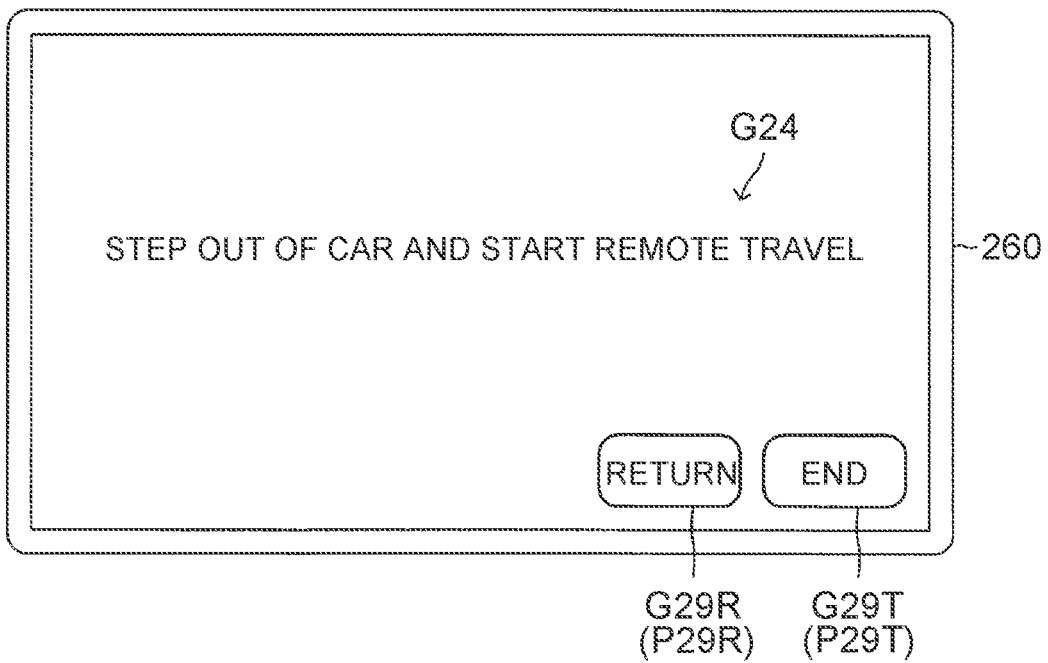 G24
STEP OUT OF CAR AND START REMOTE TRAVEL
260
RETURN END
G29R G29T
(P29R) (P29T)